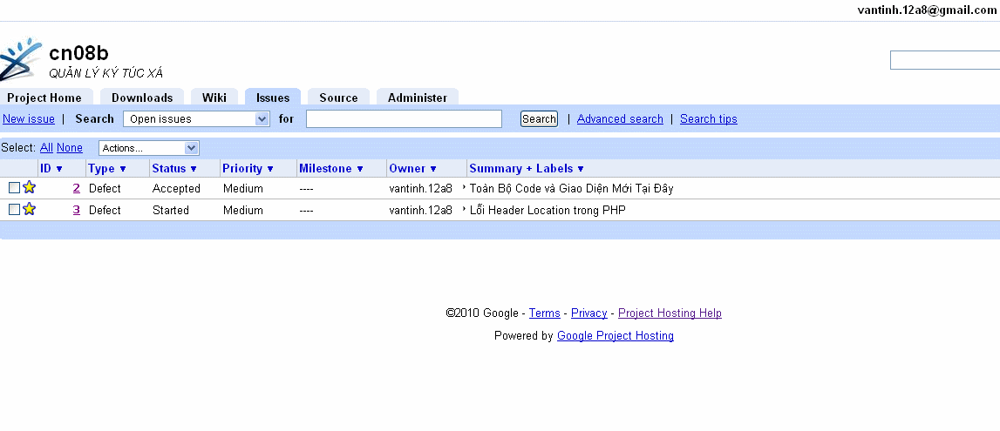 vantinh.12a8@gmail.com
cn08b
QUẢN LÝ KÝ TÚC XÁ
Project Home Downloads Wiki Issues Source Administer
New issue | Search Open issues for Search | Advanced search | Search tips
Select: All None Actions...
ID ▼ Type ▼ Status ▼ Priority ▼ Milestone ▼ Owner ▼ Summary + Labels ▼
2 Defect Accepted Medium ---- vantinh.12a8 Toàn Bộ Code và Giao Diện Mới Tại Đây
3 Defect Started Medium ---- vantinh.12a8 Lỗi Header Location trong PHP
©2010 Google - Terms - Privacy - Project Hosting Help
Powered by Google Project Hosting